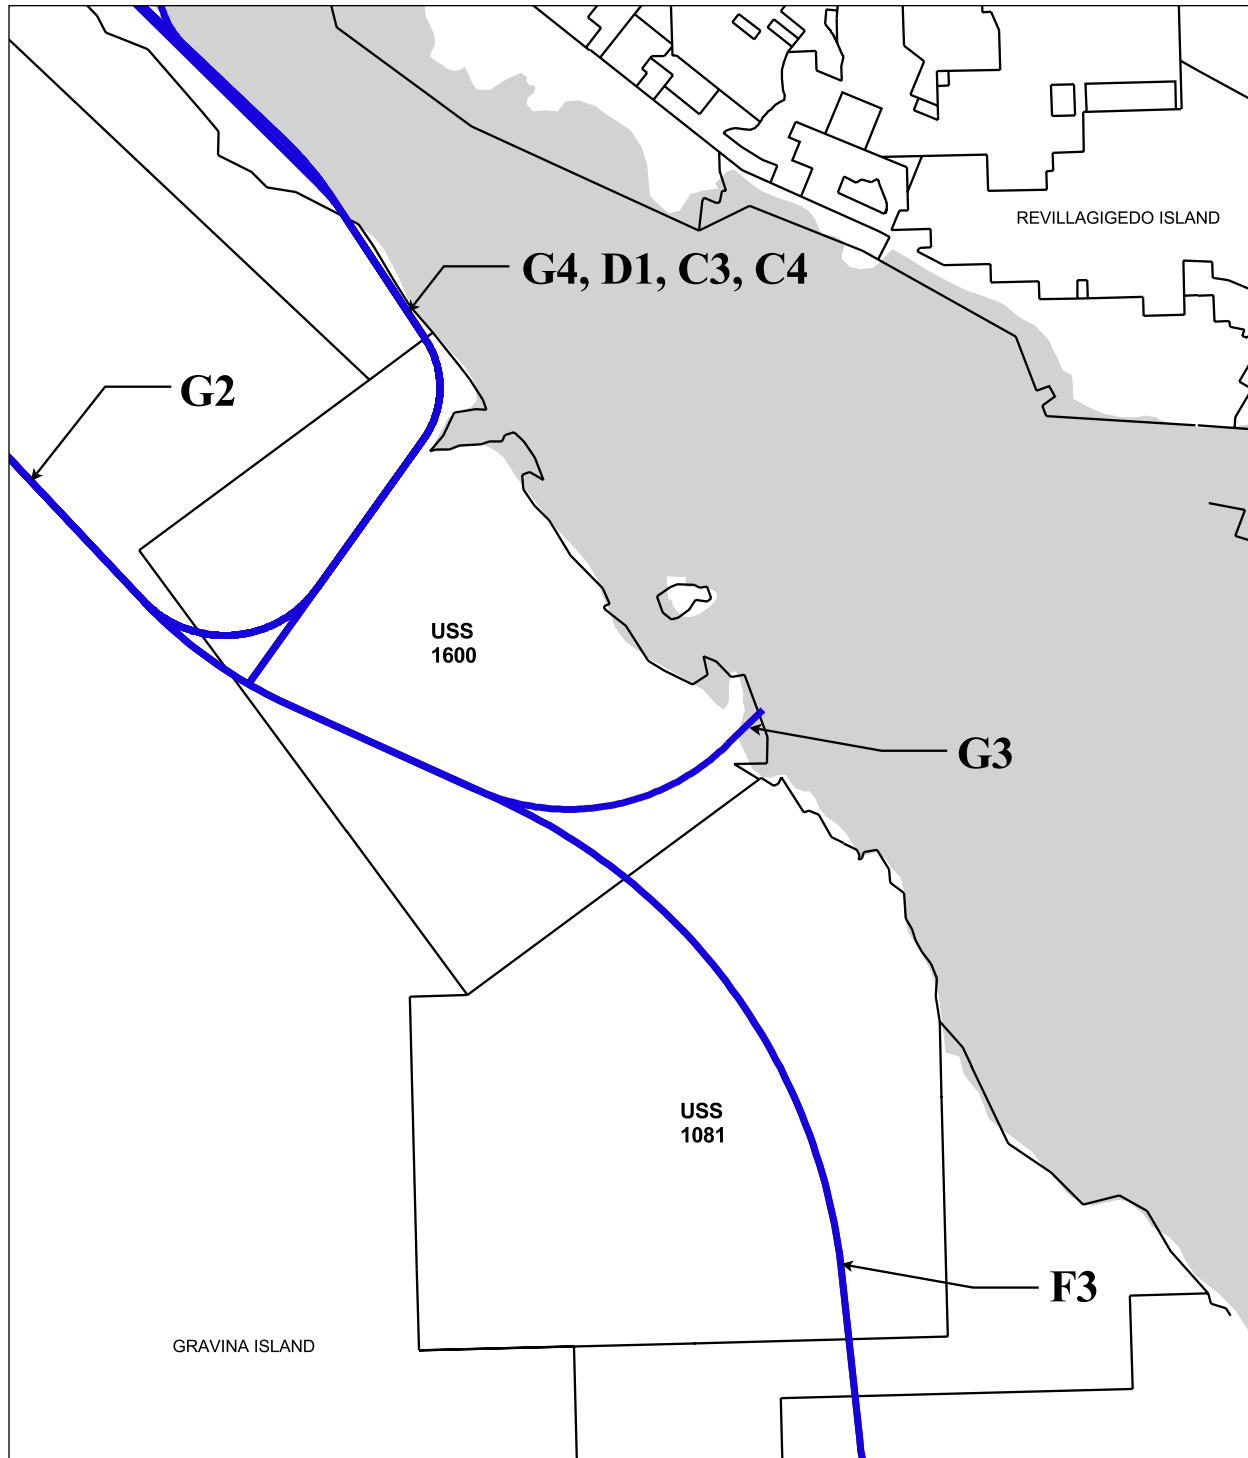 REVILLAGIGEDO ISLAND
G4, D1, C3, C4
G2
USS
1600
G3
USS
1081
F3
GRAVINA ISLAND